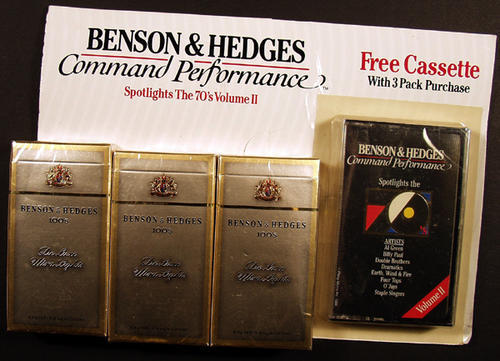 BENSON & HEDGES
Command Performance™
Spotlights The 70's Volume II
Free Cassette
With 3 Pack Purchase
BENSON & HEDGES
100's
BENSON & HEDGES
100's
BENSON & HEDGES
100's
BENSON & HEDGES
Command Performance
Spotlights the
ARTISTS
Al Green
Billy Paul
Doobie Brothers
Dramatics
Earth, Wind & Fire
Four Tops
O'Jays
Staple Singers
Volume II